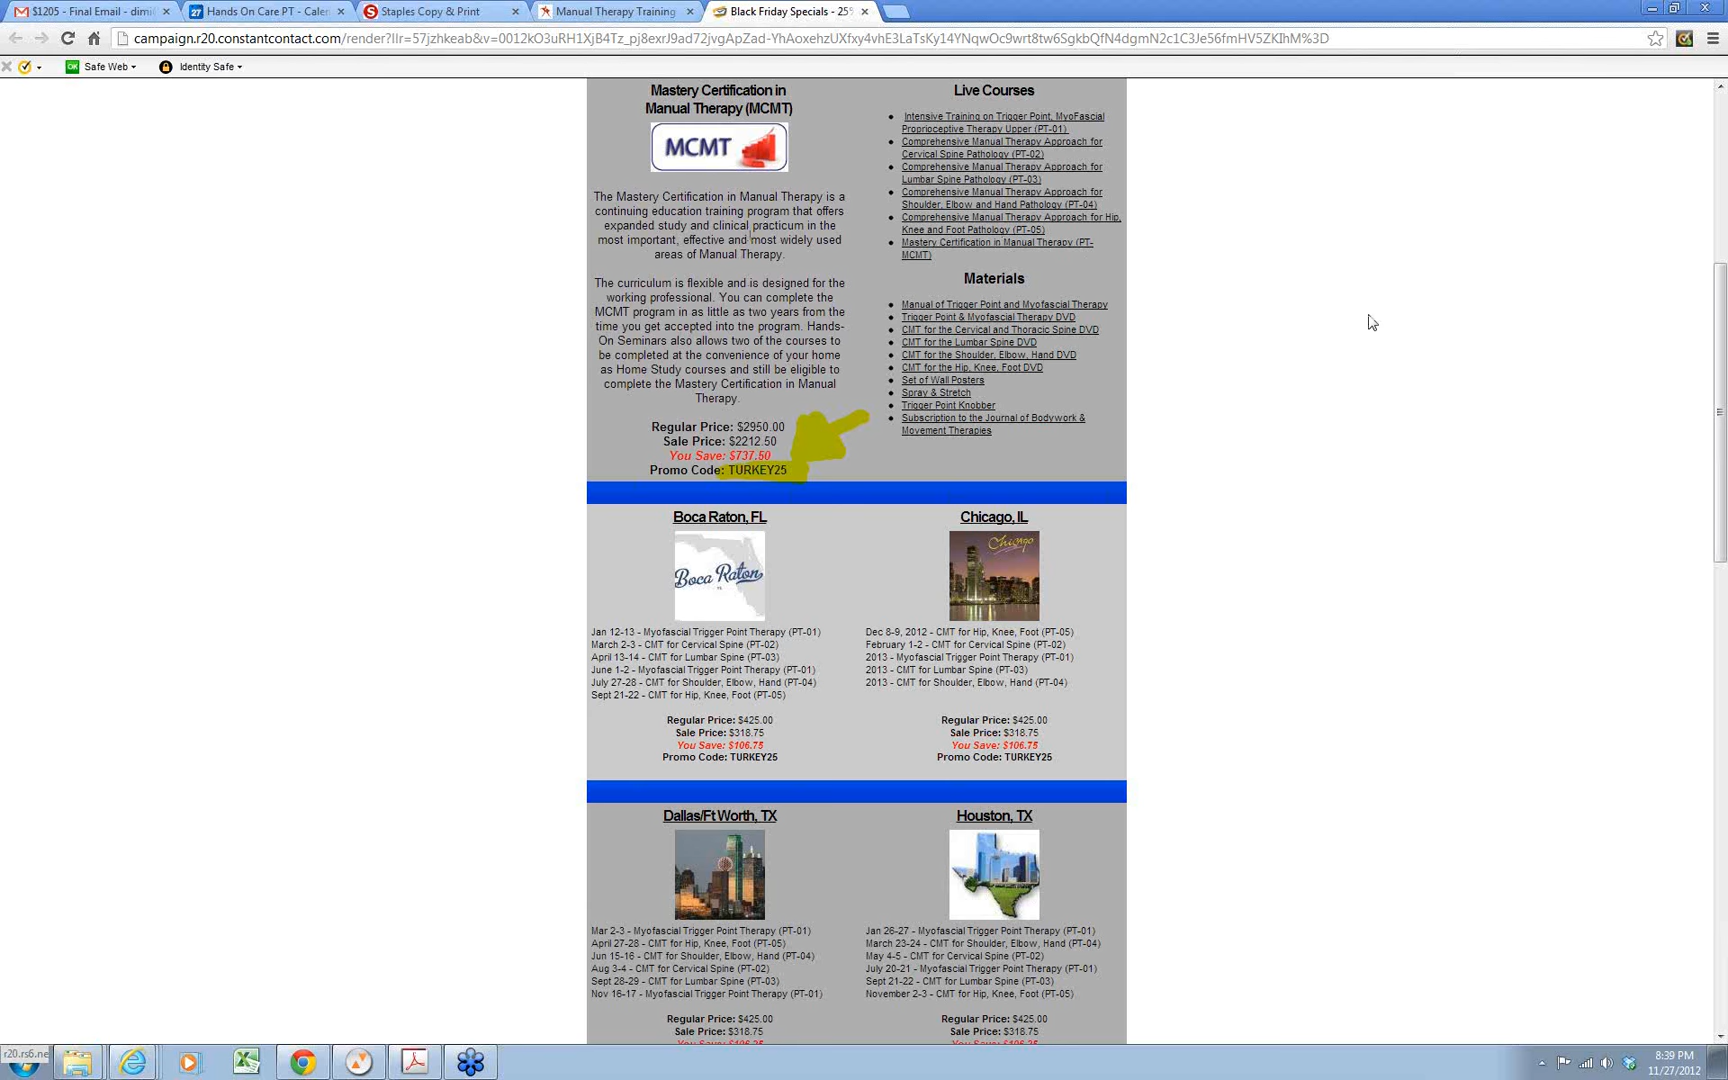 $1205 - Final Email - dimi
Hands On Care PT - Caler
Staples Copy & Print
Manual Therapy Training
Black Friday Specials - 25
campaign.r20.constantcontact.com/render?llr=57jzhkeab&v=0012kO3uRH1XjB4Tz_pj8exrJ9ad72jvgApZad-YhAoxehzUXfxy4vhE3LaTsKy14YNqwOc9wrt8tw6SgkbQfN4dgmN2c1C3Je56fmHV5ZKIhM%3D
Safe Web
Identity Safe
Mastery Certification in
Manual Therapy (MCMT)
MCMT
The Mastery Certification in Manual Therapy is a
continuing education training program that offers
expanded study and clinical practicum in the
most important, effective and most widely used
areas of Manual Therapy.
The curriculum is flexible and is designed for the
working professional. You can complete the
MCMT program in as little as two years from the
time you get accepted into tne program. Hands-
On Seminars also allows two of the courses to
be completed at the convenience of your home
as Home Study courses and still be eligible to
complete the Mastery Certification in Manual
Therapy.
Regular Price: $2950.00
Sale Price: $2212.50
You Save: $737.50
Promo Code: TURKEY25
Live Courses
Intensive Training on Trigger Point, MyoFascial
Proprioceptive Therapy Upper (PT-01)
Comprehensive Manual Therapy Approach for
Cervical Spine Pathology (PT-02)
Comprehensive Manual Therapy Approach for
Lumbar Spine Pathology (PT-03)
Comprehensive Manual Therapy Approach for
Shoulder, Elbow and Hand Pathology (PT-04)
Comprehensive Manual Therapy Approach for Hip,
Knee and Foot Pathology (PT-05)
Mastery Certification in Manual Therapy (PT-
MCMT)
Materials
Manual of Trigger Point and Myofascial Therapy
Trigger Point & Myofascial Therapy DVD
CMT for the Cervical and Thoracic Spine DVD
CMT for the Lumbar Spine DVD
CMT for the Shoulder, Elbow, Hand DVD
CMT for the Hip, Knee, Foot DVD
Set of Wall Posters
Spray & Stretch
Trigger Point Knobber
Subscription to the Journal of Bodywork &
Movement Therapies
Boca Raton, FL
Boca Raton
Jan 12-13 - Myofascial Trigger Point Therapy (PT-01)
March 2-3 - CMT for Cervical Spine (PT-02)
April 13-14 - CMT for Lumbar Spine (PT-03)
June 1-2 - Myofascial Trigger Point Therapy (PT-01)
July 27-28 - CMT for Shoulder, Elbow, Hand (PT-04)
Sept 21-22 - CMT for Hip, Knee, Foot (PT-05)
Regular Price: $425.00
Sale Price: $318.75
You Save: $106.75
Promo Code: TURKEY25
Chicago, IL
Chicago
Dec 8-9, 2012 - CMT for Hip, Knee, Foot (PT-05)
February 1-2 - CMT for Cervical Spine (PT-02)
2013 - Myofascial Trigger Point Therapy (PT-01)
2013 - CMT for Lumbar Spine (PT-03)
2013 - CMT for Shoulder, Elbow, Hand (PT-04)
Regular Price: $425.00
Sale Price: $318.75
You Save: $106.75
Promo Code: TURKEY25
Dallas/Ft Worth, TX
Mar 2-3 - Myofascial Trigger Point Therapy (PT-01)
April 27-28 - CMT for Hip, Knee, Foot (PT-05)
Jun 15-16 - CMT for Shoulder, Elbow, Hand (PT-04)
Aug 3-4 - CMT for Cervical Spine (PT-02)
Sept 28-29 - CMT for Lumbar Spine (PT-03)
Nov 16-17 - Myofascial Trigger Point Therapy (PT-01)
Regular Price: $425.00
Sale Price: $318.75
Houston, TX
Jan 26-27 - Myofascial Trigger Point Therapy (PT-01)
March 23-24 - CMT for Shoulder, Elbow, Hand (PT-04)
May 4-5 - CMT for Cervical Spine (PT-02)
July 20-21 - Myofascial Trigger Point Therapy (PT-01)
Sept 21-22 - CMT for Lumbar Spine (PT-03)
November 2-3 - CMT for Hip, Knee, Foot (PT-05)
Regular Price: $425.00
Sale Price: $318.75
r20.rs6.ne
8:39 PM
11/27/2012